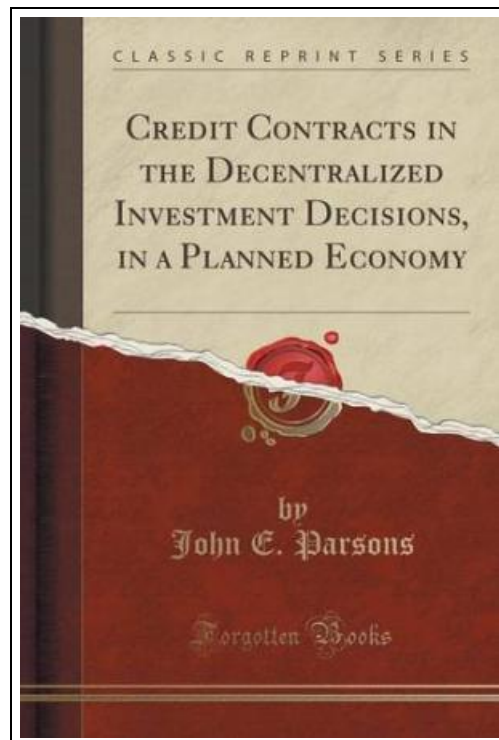 CLASSIC REPRINT SERIES
CREDIT CONTRACTS IN
THE DECENTRALIZED
INVESTMENT DECISIONS,
IN A PLANNED ECONOMY
by
John E. Parsons
Forgotten Books